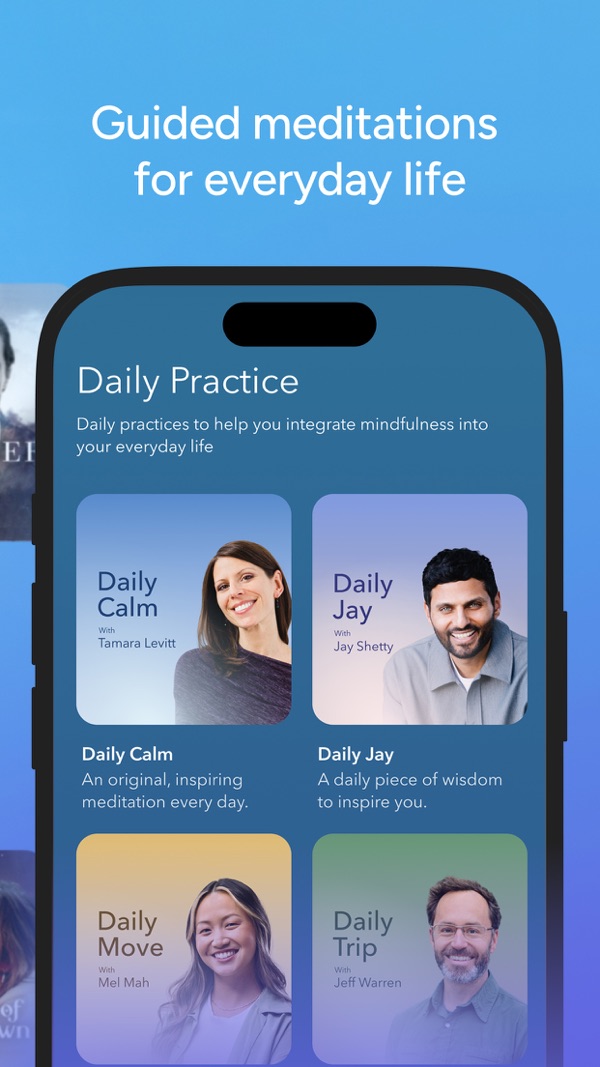 Guided meditations
for everyday life
Daily Practice
Daily practices to help you integrate mindfulness into
your everyday life
Daily
Calm
With
Tamara Levitt
Daily
Jay
With
Jay Shetty
Daily Calm
An original, inspiring
meditation every day.
Daily Jay
A daily piece of wisdom
to inspire you.
Daily
Move
With
Mel Mah
Daily
Trip
With
Jeff Warren
of